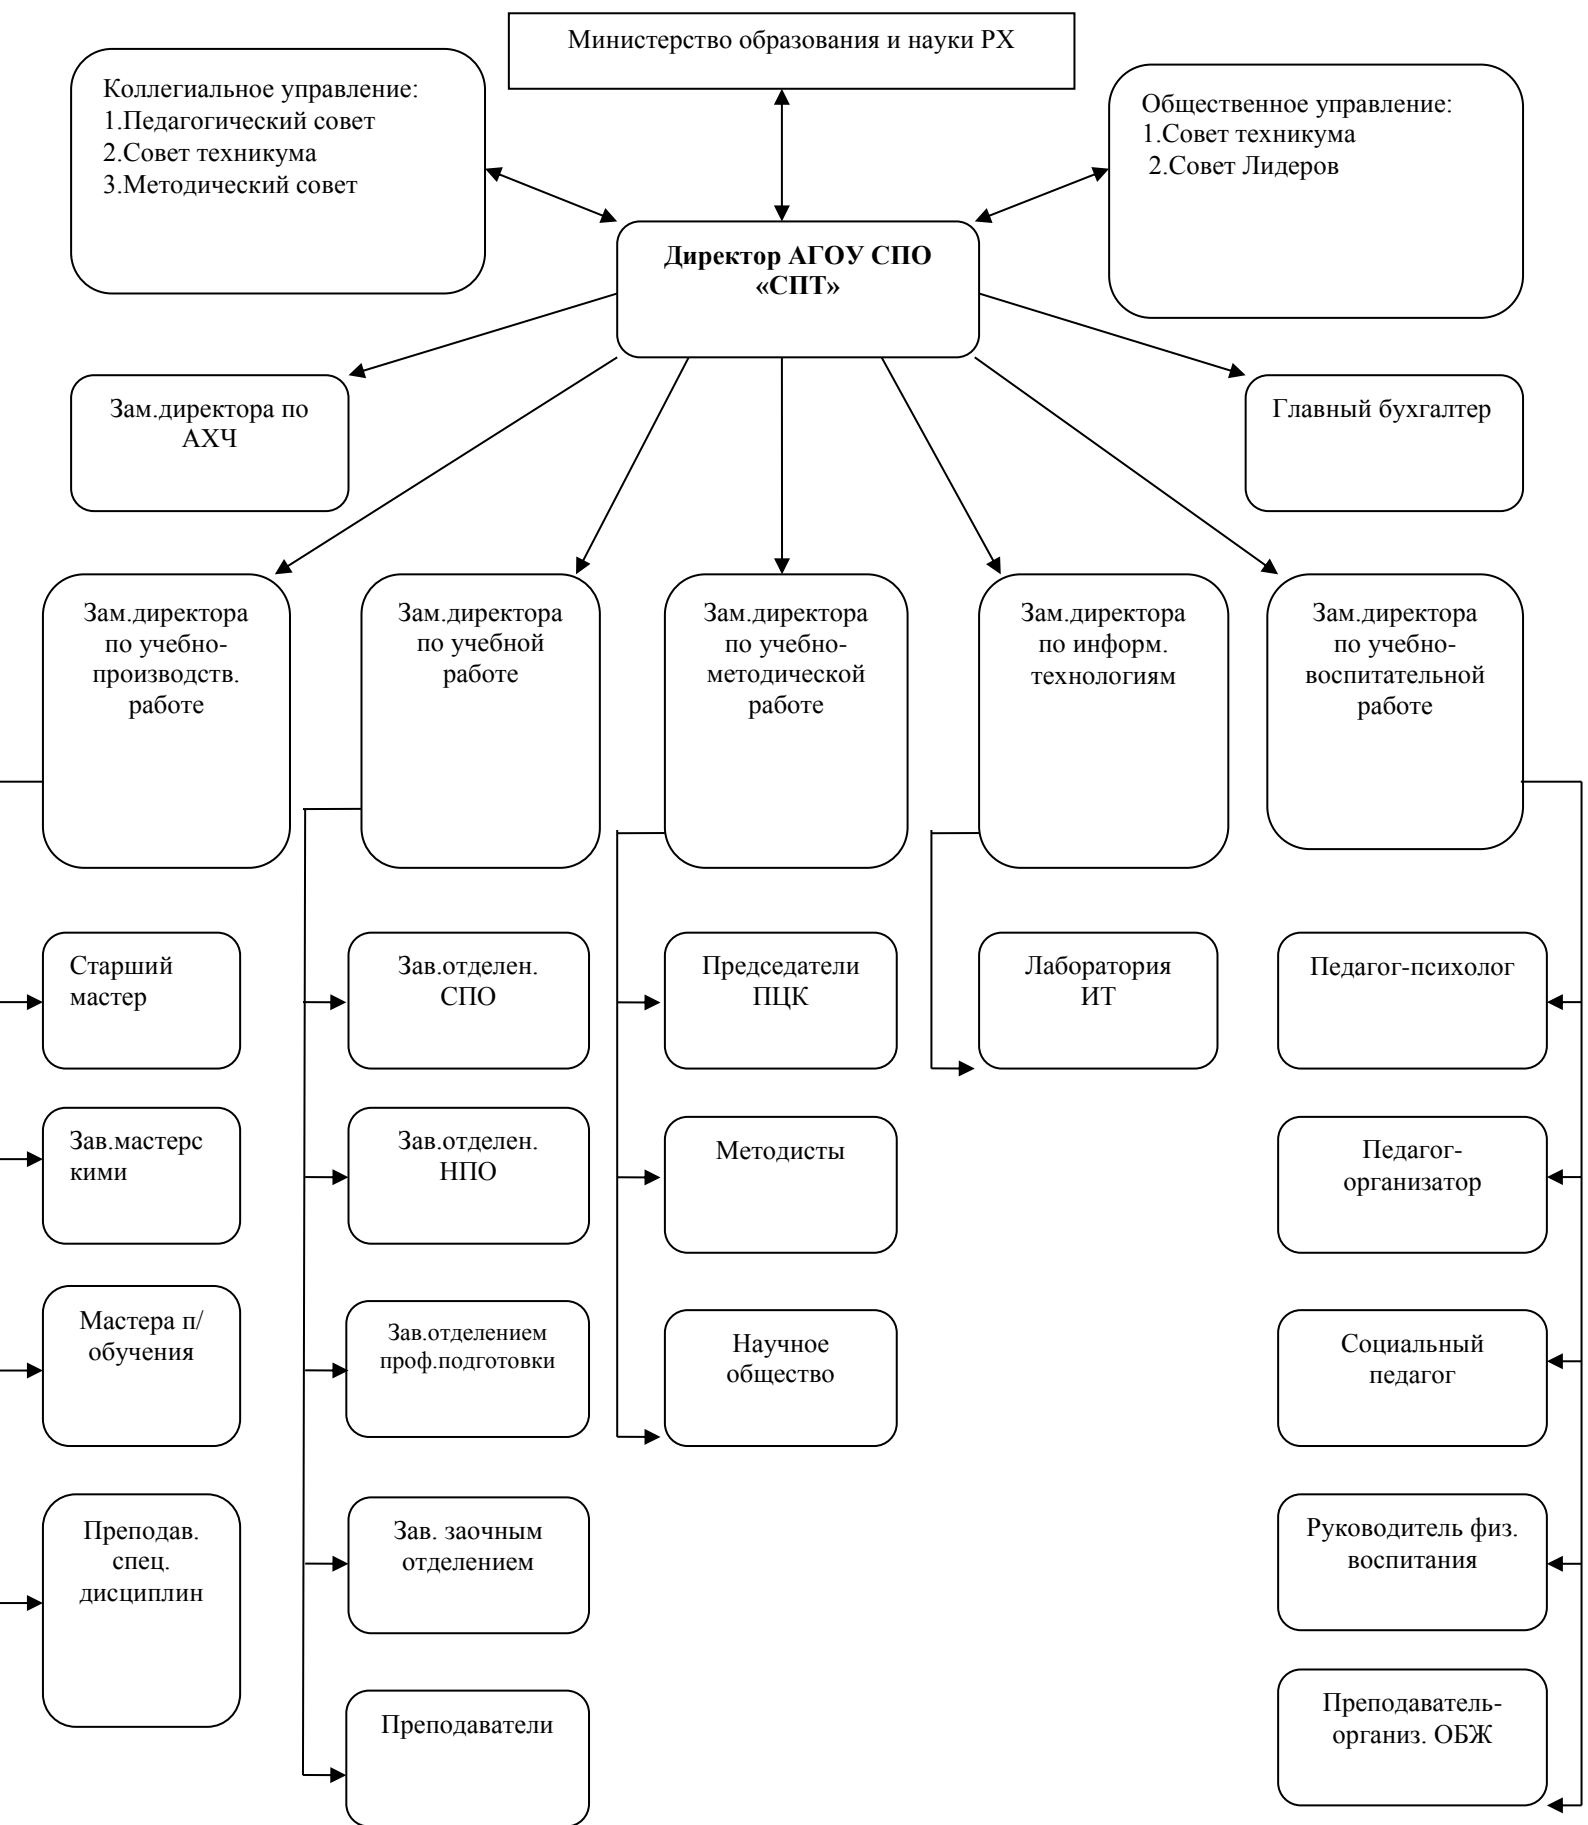 Министерство образования и науки РХ
Коллегиальное управление:
1.Педагогический совет
2.Совет техникума
3.Методический совет
Общественное управление:
1.Совет техникума
2.Совет Лидеров
Директор АГОУ СПО
«СПТ»
Зам.директора по
АХЧ
Главный бухгалтер
Зам.директора
по учебно-
производств.
работе
Зам.директора
по учебной
работе
Зам.директора
по учебно-
методической
работе
Зам.директора
по информ.
технологиям
Зам.директора
по учебно-
воспитательной
работе
Старший
мастер
Зав.отделен.
СПО
Председатели
ПЦК
Лаборатория
ИТ
Педагог-психолог
Зав.мастерс
кими
Зав.отделен.
НПО
Методисты
Педагог-
организатор
Мастера п/
обучения
Зав.отделением
проф.подготовки
Научное
общество
Социальный
педагог
Преподав.
спец.
дисциплин
Зав. заочным
отделением
Руководитель физ.
воспитания
Преподаватели
Преподаватель-
организ. ОБЖ